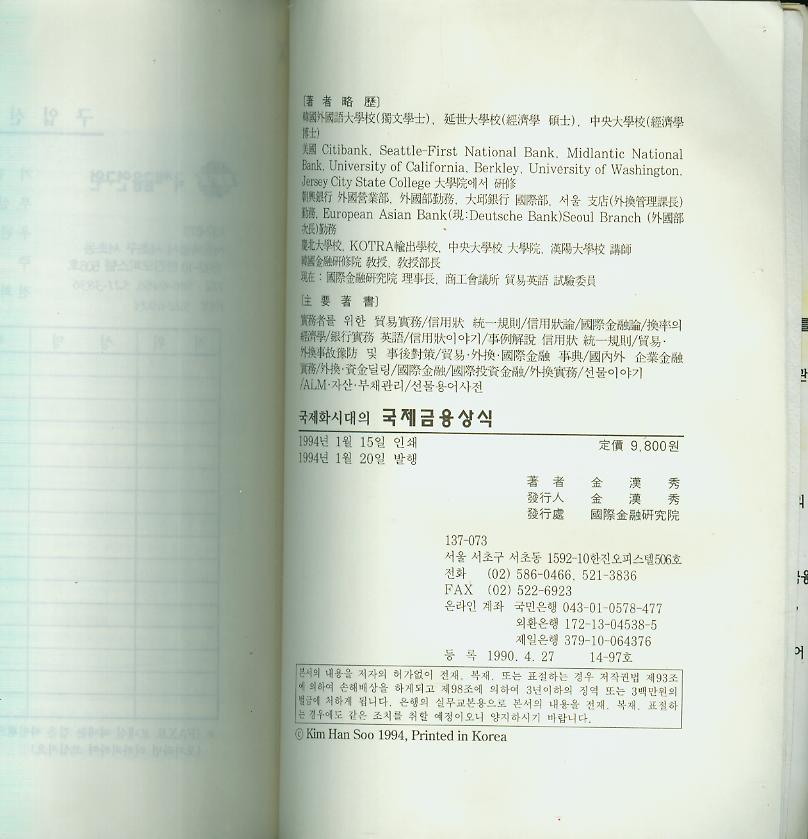 [著 者 略 歷]
韓國外國語大學校(獨文學士), 延世大學校(經濟學 碩士), 中央大學校(經濟學
博士)
美國 Citibank, Seattle-First National Bank, Midlantic National
Bank, University of California, Berkley, University of Washington,
Jersey City State College 大學院에서 研修
朝興銀行 外國營業部, 外國部勤務, 大邱銀行 國際部, 서울 支店(外換管理課長)
勤務, European Asian Bank(現:Deutsche Bank)Seoul Branch (外國部
次長)勤務
慶北大學校, KOTRA輸出學校, 中央大學校 大學院, 漢陽大學校 講師
韓國金融研修院 敎授, 敎授部長
現在 : 國際金融硏究院 理事長, 商工會議所 貿易英語 試驗委員
[主 要 著 書]
實務者를 위한 貿易實務/信用狀 統一規則/信用狀論/國際金融論/換率의
經濟學/銀行實務 英語/信用狀이야기/事例解說 信用狀 統一規則/貿易·
外換事故豫防 및 事後對策/貿易·外換·國際金融 事典/國內外 企業金融
實務/外換·資金딜링/國際金融/國際投資金融/外換實務/선물이야기
/ALM·자산·부채관리/선물용어사전
국제화시대의 국제금융상식
1994년 1월 15일 인쇄
1994년 1월 20일 발행
定價 9,800원
著 者 金 漢 秀
發行人 金 漢 秀
發行處 國際金融硏究院
137-073
서울 서초구 서초동 1592-10한진오피스텔506호
전화 (02) 586-0466, 521-3836
FAX (02) 522-6923
온라인 계좌 국민은행 043-01-0578-477
외환은행 172-13-04538-5
제일은행 379-10-064376
등 록 1990. 4. 27 14-97호
본서의 내용을 저자의 허가없이 전재, 복재, 또는 표절하는 경우 저작권법 제93조
에 의하여 손해배상을 하게되고 제98조에 의하여 3년이하의 징역 또는 3백만원의
벌금에 처하게 됩니다. 은행의 실무교본용으로 본서의 내용을 전재, 복재, 표절하
는 경우에도 같은 조치를 취할 예정이오니 양지하시기 바랍니다.
ⓒ Kim Han Soo 1994, Printed in Korea